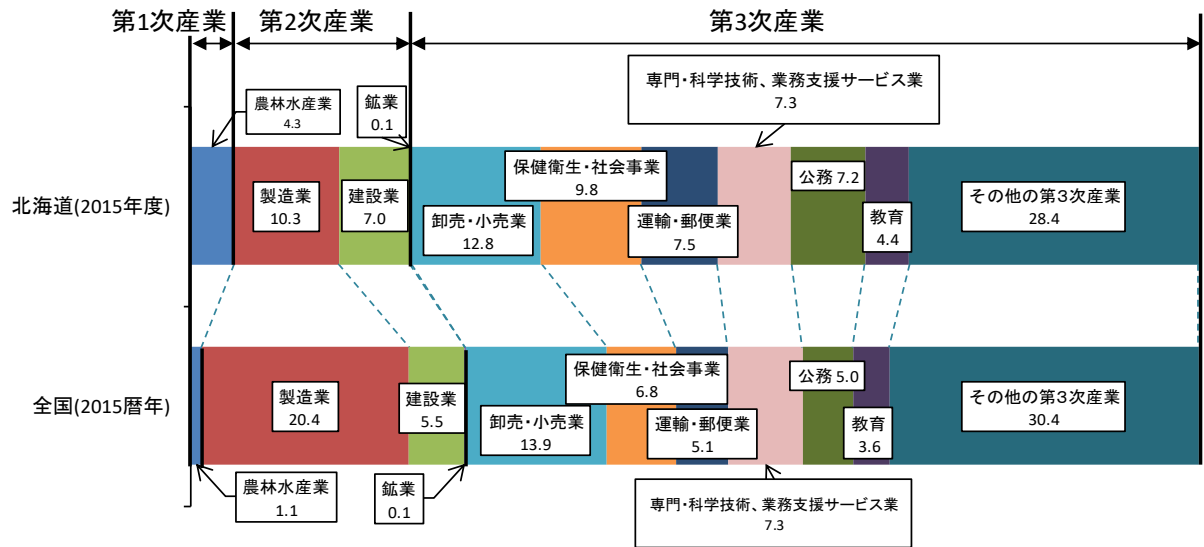 第1次産業
第2次産業
第3次産業
農林水産業
4.3
鉱業
0.1
専門・科学技術、業務支援サービス業
7.3
北海道(2015年度)
製造業
10.3
建設業
7.0
卸売・小売業
12.8
保健衛生・社会事業
9.8
運輸・郵便業
7.5
公務 7.2
教育
4.4
その他の第3次産業
28.4
全国(2015暦年)
製造業
20.4
建設業
5.5
卸売・小売業
13.9
保健衛生・社会事業
6.8
運輸・郵便業
5.1
公務 5.0
教育
3.6
その他の第3次産業
30.4
農林水産業
1.1
鉱業
0.1
専門・科学技術、業務支援サービス業
7.3